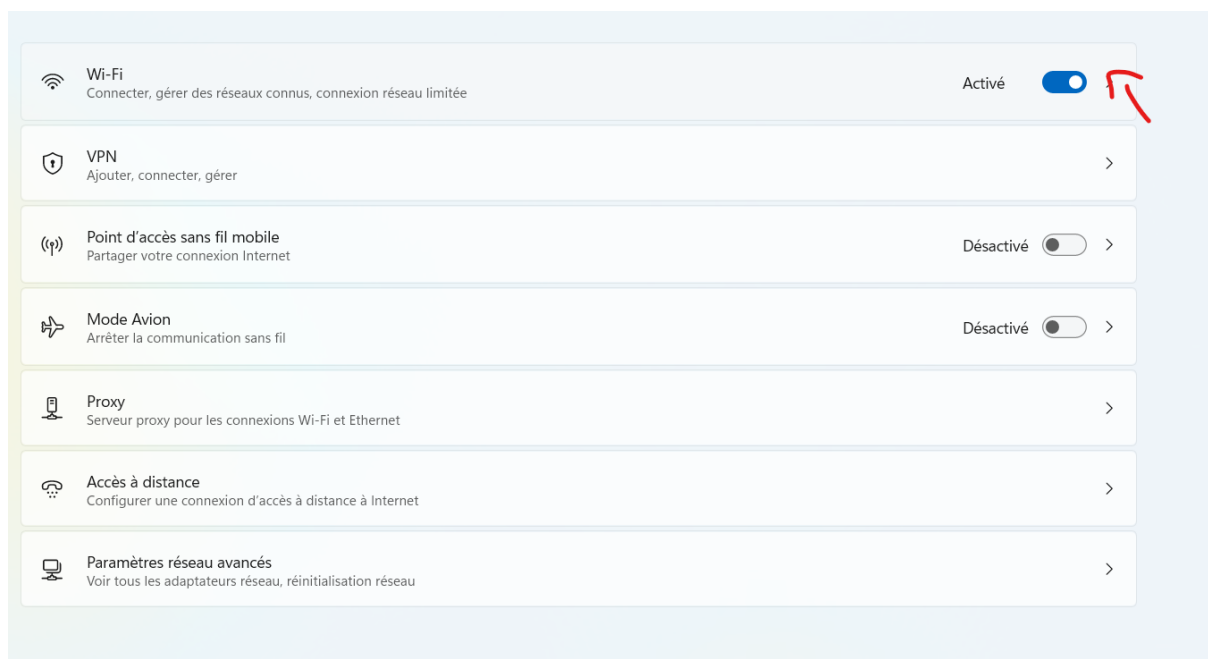 Wi-Fi
Connecter, gérer des réseaux connus, connexion réseau limitée
Activé
VPN
Ajouter, connecter, gérer
Point d’accès sans fil mobile
Partager votre connexion Internet
Désactivé
Mode Avion
Arrêter la communication sans fil
Désactivé
Proxy
Serveur proxy pour les connexions Wi-Fi et Ethernet
Accès à distance
Configurer une connexion d’accès à distance à Internet
Paramètres réseau avancés
Voir tous les adaptateurs réseau, réinitialisation réseau